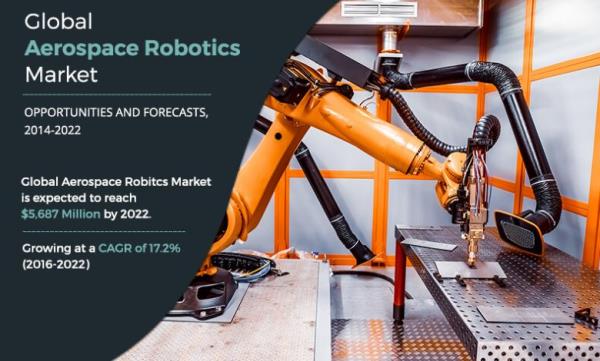 Global
Aerospace Robotics
Market
OPPORTUNITIES AND FORECASTS,
2014-2022
Global Aerospace Robitcs Market
is expected to reach
$5,687 Million by 2022.
Growing at a CAGR of 17.2%
(2016-2022)